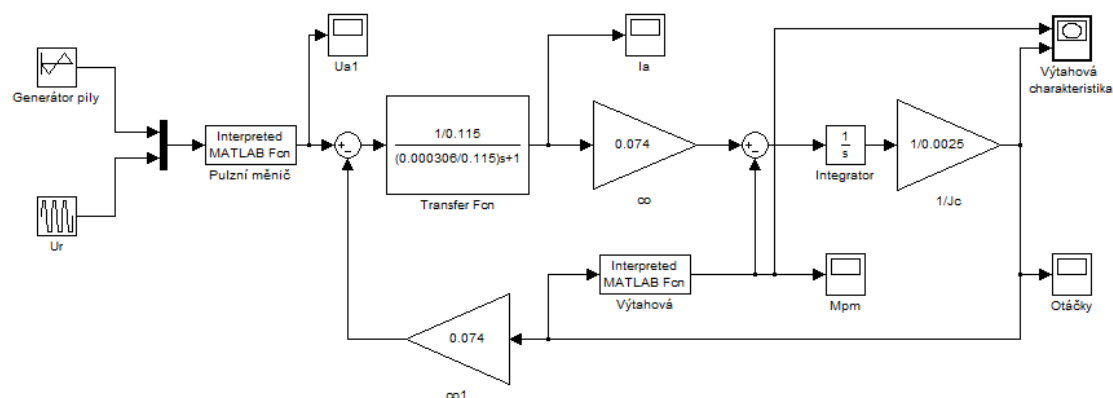 Ua1
Ia
Výtahová
charakteristika
Generátor pily
Interpreted
MATLAB Fcn
Pulzní měnič
1/0.115
(0.000306/0.115)s+1
Transfer Fcn
0.074
∞
1
s
Integrator
1/0.0025
1/Jc
Ur
Interpreted
MATLAB Fcn
Výtahová
Mpm
Otáčky
0.074
∞1